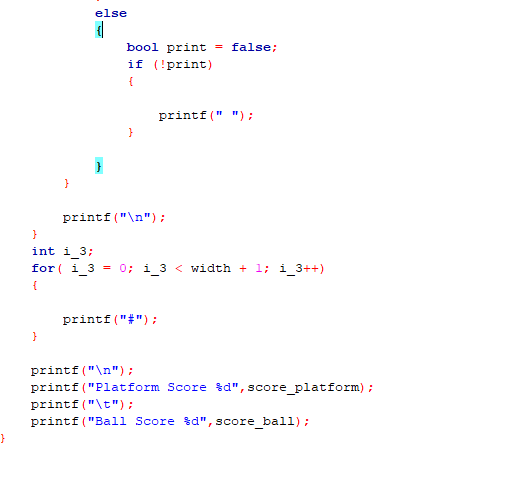 else
{
bool print = false;
if (!print)
{
printf(" ");
}
}
}
printf("\n");
}
int i_3;
for( i_3 = 0; i_3 < width + 1; i_3++)
{
printf("#");
}
printf("\n");
printf("Platform Score %d",score_platform);
printf("\t");
printf("Ball Score %d",score_ball);
}